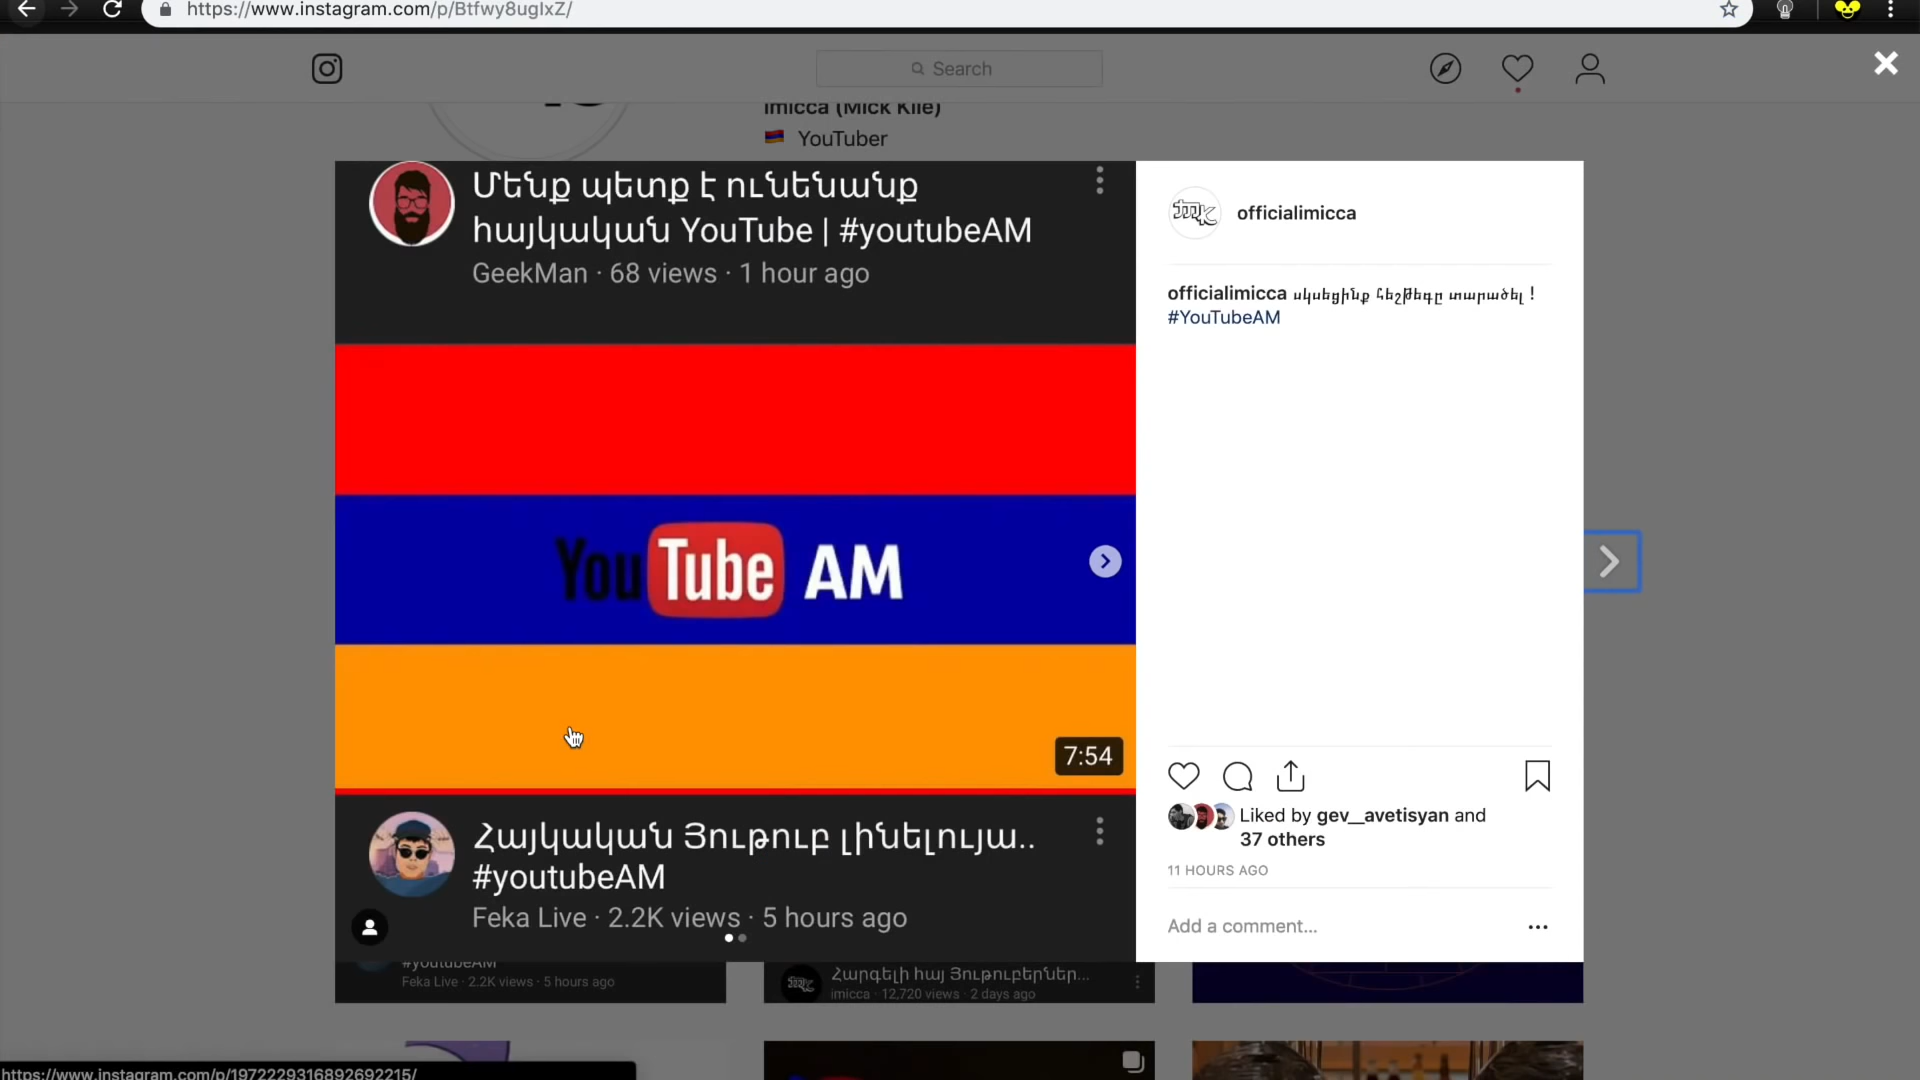 https://www.instagram.com/p/Btfwy8uglxZ/
Search
imicca (Mick Kile)
YouTuber
Մենք պետք է ունենանք
հայկական YouTube | #youtubeAM
GeekMan · 68 views · 1 hour ago
YouTube AM
7:54
Հայկական Յութուբ լինելույա..
#youtubeAM
Feka Live · 2.2K views · 5 hours ago
officialimicca
officialimicca սկսեցինք հեշթեգը տարածել !
#YouTubeAM
Liked by gev__avetisyan and
37 others
11 HOURS AGO
Add a comment...
#youtubeAM
Feka Live · 2.2K views · 5 hours ago
Հարգելի հայ Յութուբերներ...
imicca · 12,720 views · 2 days ago
https://www.instagram.com/p/1972229316892692215/